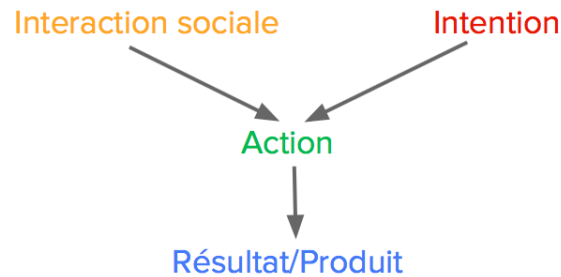 Interaction sociale
Intention
Action
Résultat/Produit